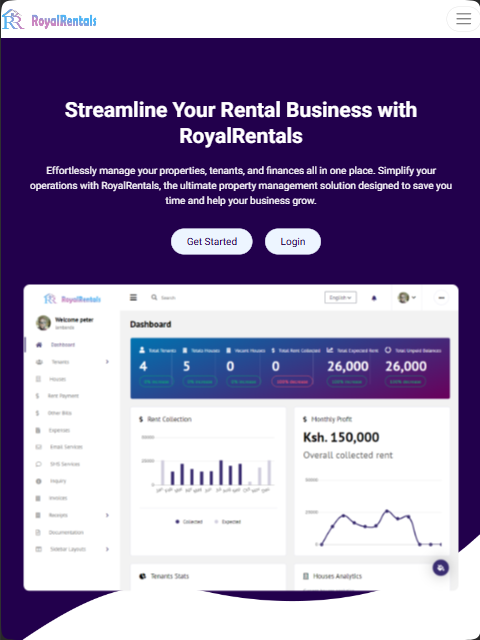 RoyalRentals
Streamline Your Rental Business with
RoyalRentals
Effortlessly manage your properties, tenants, and finances all in one place. Simplify your
operations with RoyalRentals, the ultimate property management solution designed to save you
time and help your business grow.
Get Started
Login
RoyalRentals
Search
English
Welcome peter
Dashboard
Tenants
Houses
Rent Payment
Other Bills
Expenses
Email Services
SMS Services
Inquiry
Invoices
Receipts
Documentation
Sidebar Layouts
Dashboard
Total Tenants
4
Total Houses
5
Vacant Houses
0
Total Rent Collected
0
Total Expected Rent
26,000
Total Unpaid Balances
26,000
Rent Collection
Collected
Expected
Monthly Profit
Ksh. 150,000
Overall collected rent
Tenants Stats
Houses Analytics